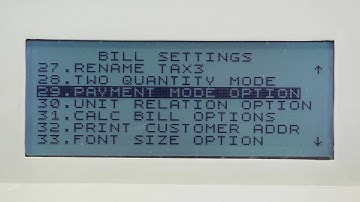 BILL SETTINGS
27.RENAME TAX3 ↑
28.TWO QUANTITY MODE
29.PAYMENT MODE OPTION
30.UNIT RELATION OPTION
31.CALC BILL OPTIONS
32.PRINT CUSTOMER ADDR
33.FONT SIZE OPTION ↓